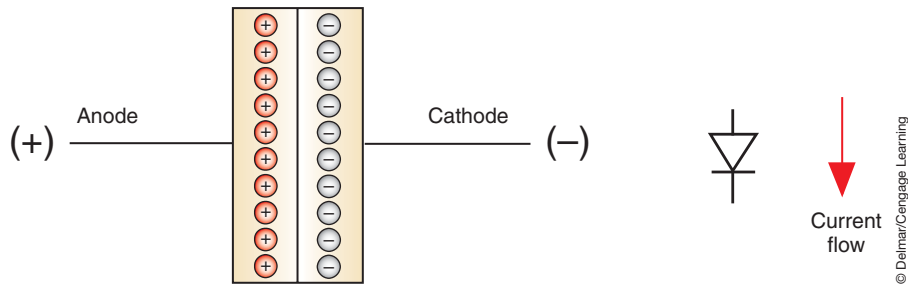 Anode
Cathode
(+)
(−)
+ −
+ −
+ −
+ −
+ −
+ −
+ −
+ −
+ −
+ −
Current
flow
© Delmar/Cengage Learning